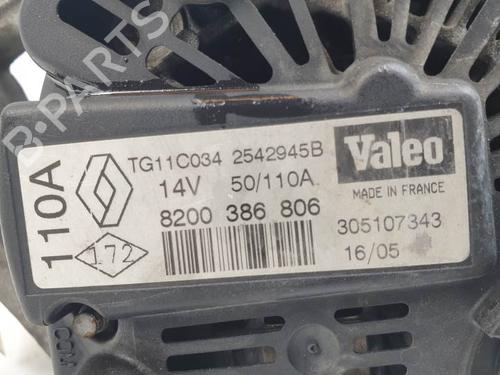 B-PARTS
110A
TG11C034 2542945B
14V 50/110A
8200 386 806
172
Valeo
MADE IN FRANCE
305107343
16/05